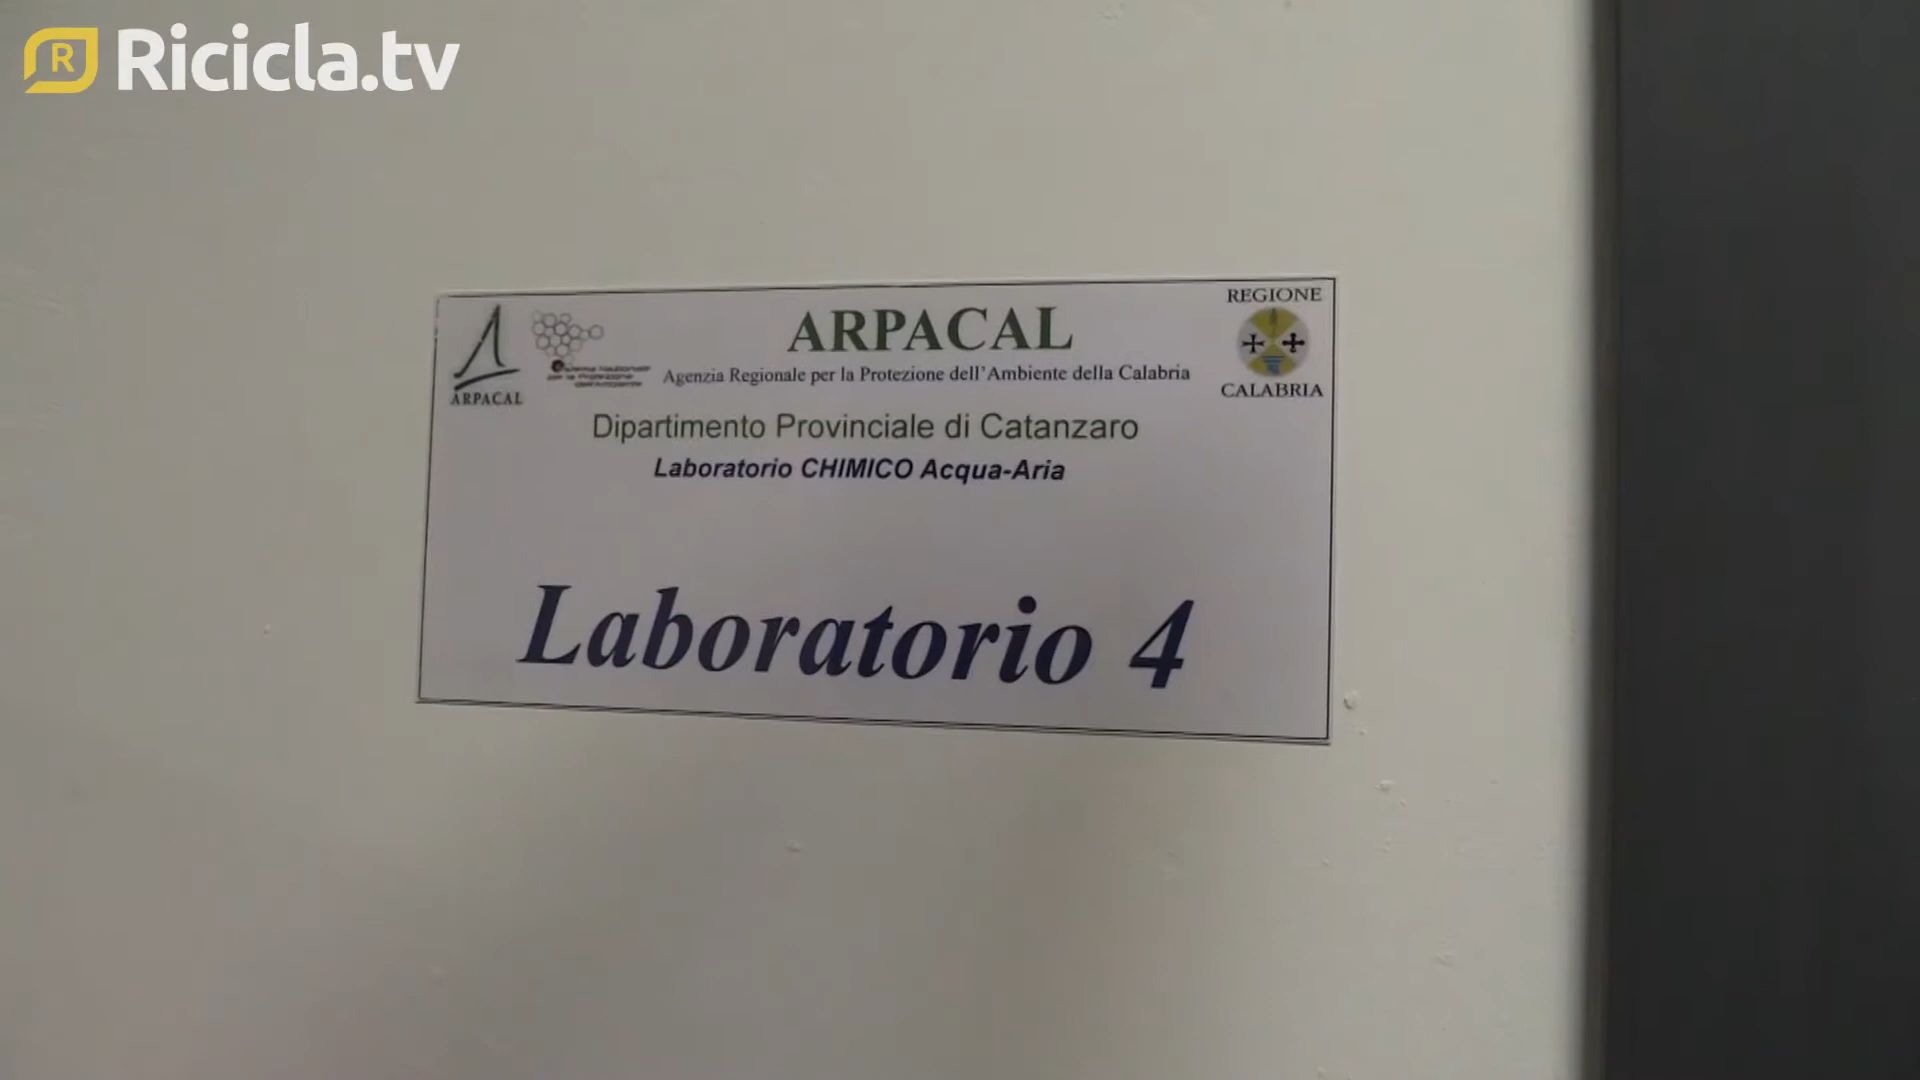 Ricicla.tv
ARPACAL
Agenzia Regionale per la Protezione dell'Ambiente della Calabria
ARPACAL
REGIONE
CALABRIA
Dipartimento Provinciale di Catanzaro
Laboratorio CHIMICO Acqua-Aria
Laboratorio 4